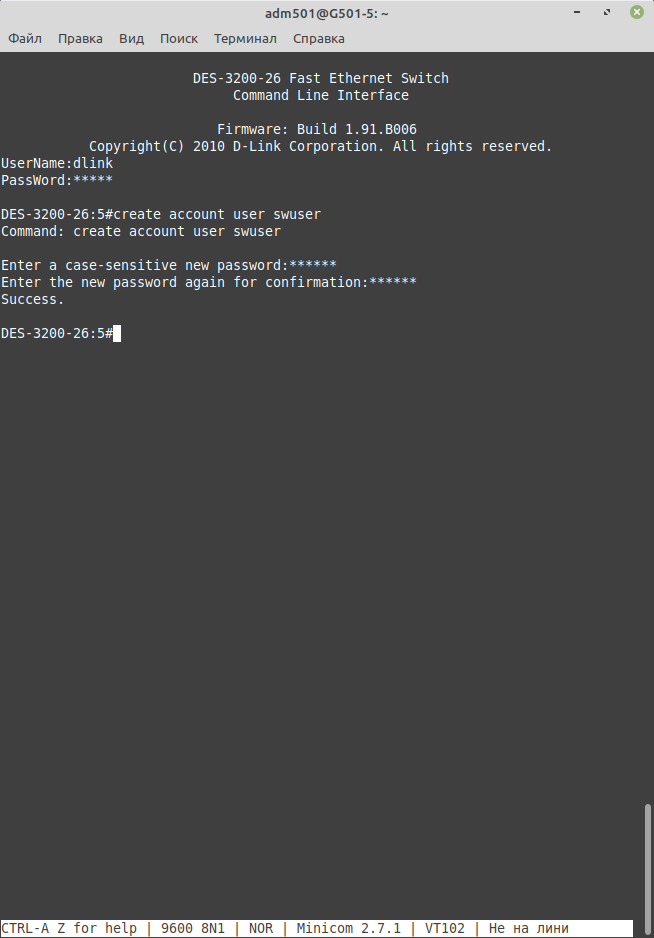 adm501@G501-5: ~
Файл Правка Вид Поиск Терминал Справка
DES-3200-26 Fast Ethernet Switch
Command Line Interface
Firmware: Build 1.91.B006
Copyright(C) 2010 D-Link Corporation. All rights reserved.
UserName:dlink
PassWord:*****
DES-3200-26:5#create account user swuser
Command: create account user swuser
Enter a case-sensitive new password:******
Enter the new password again for confirmation:******
Success.
DES-3200-26:5#
CTRL-A Z for help | 9600 8N1 | NOR | Minicom 2.7.1 | VT102 | Не на лини